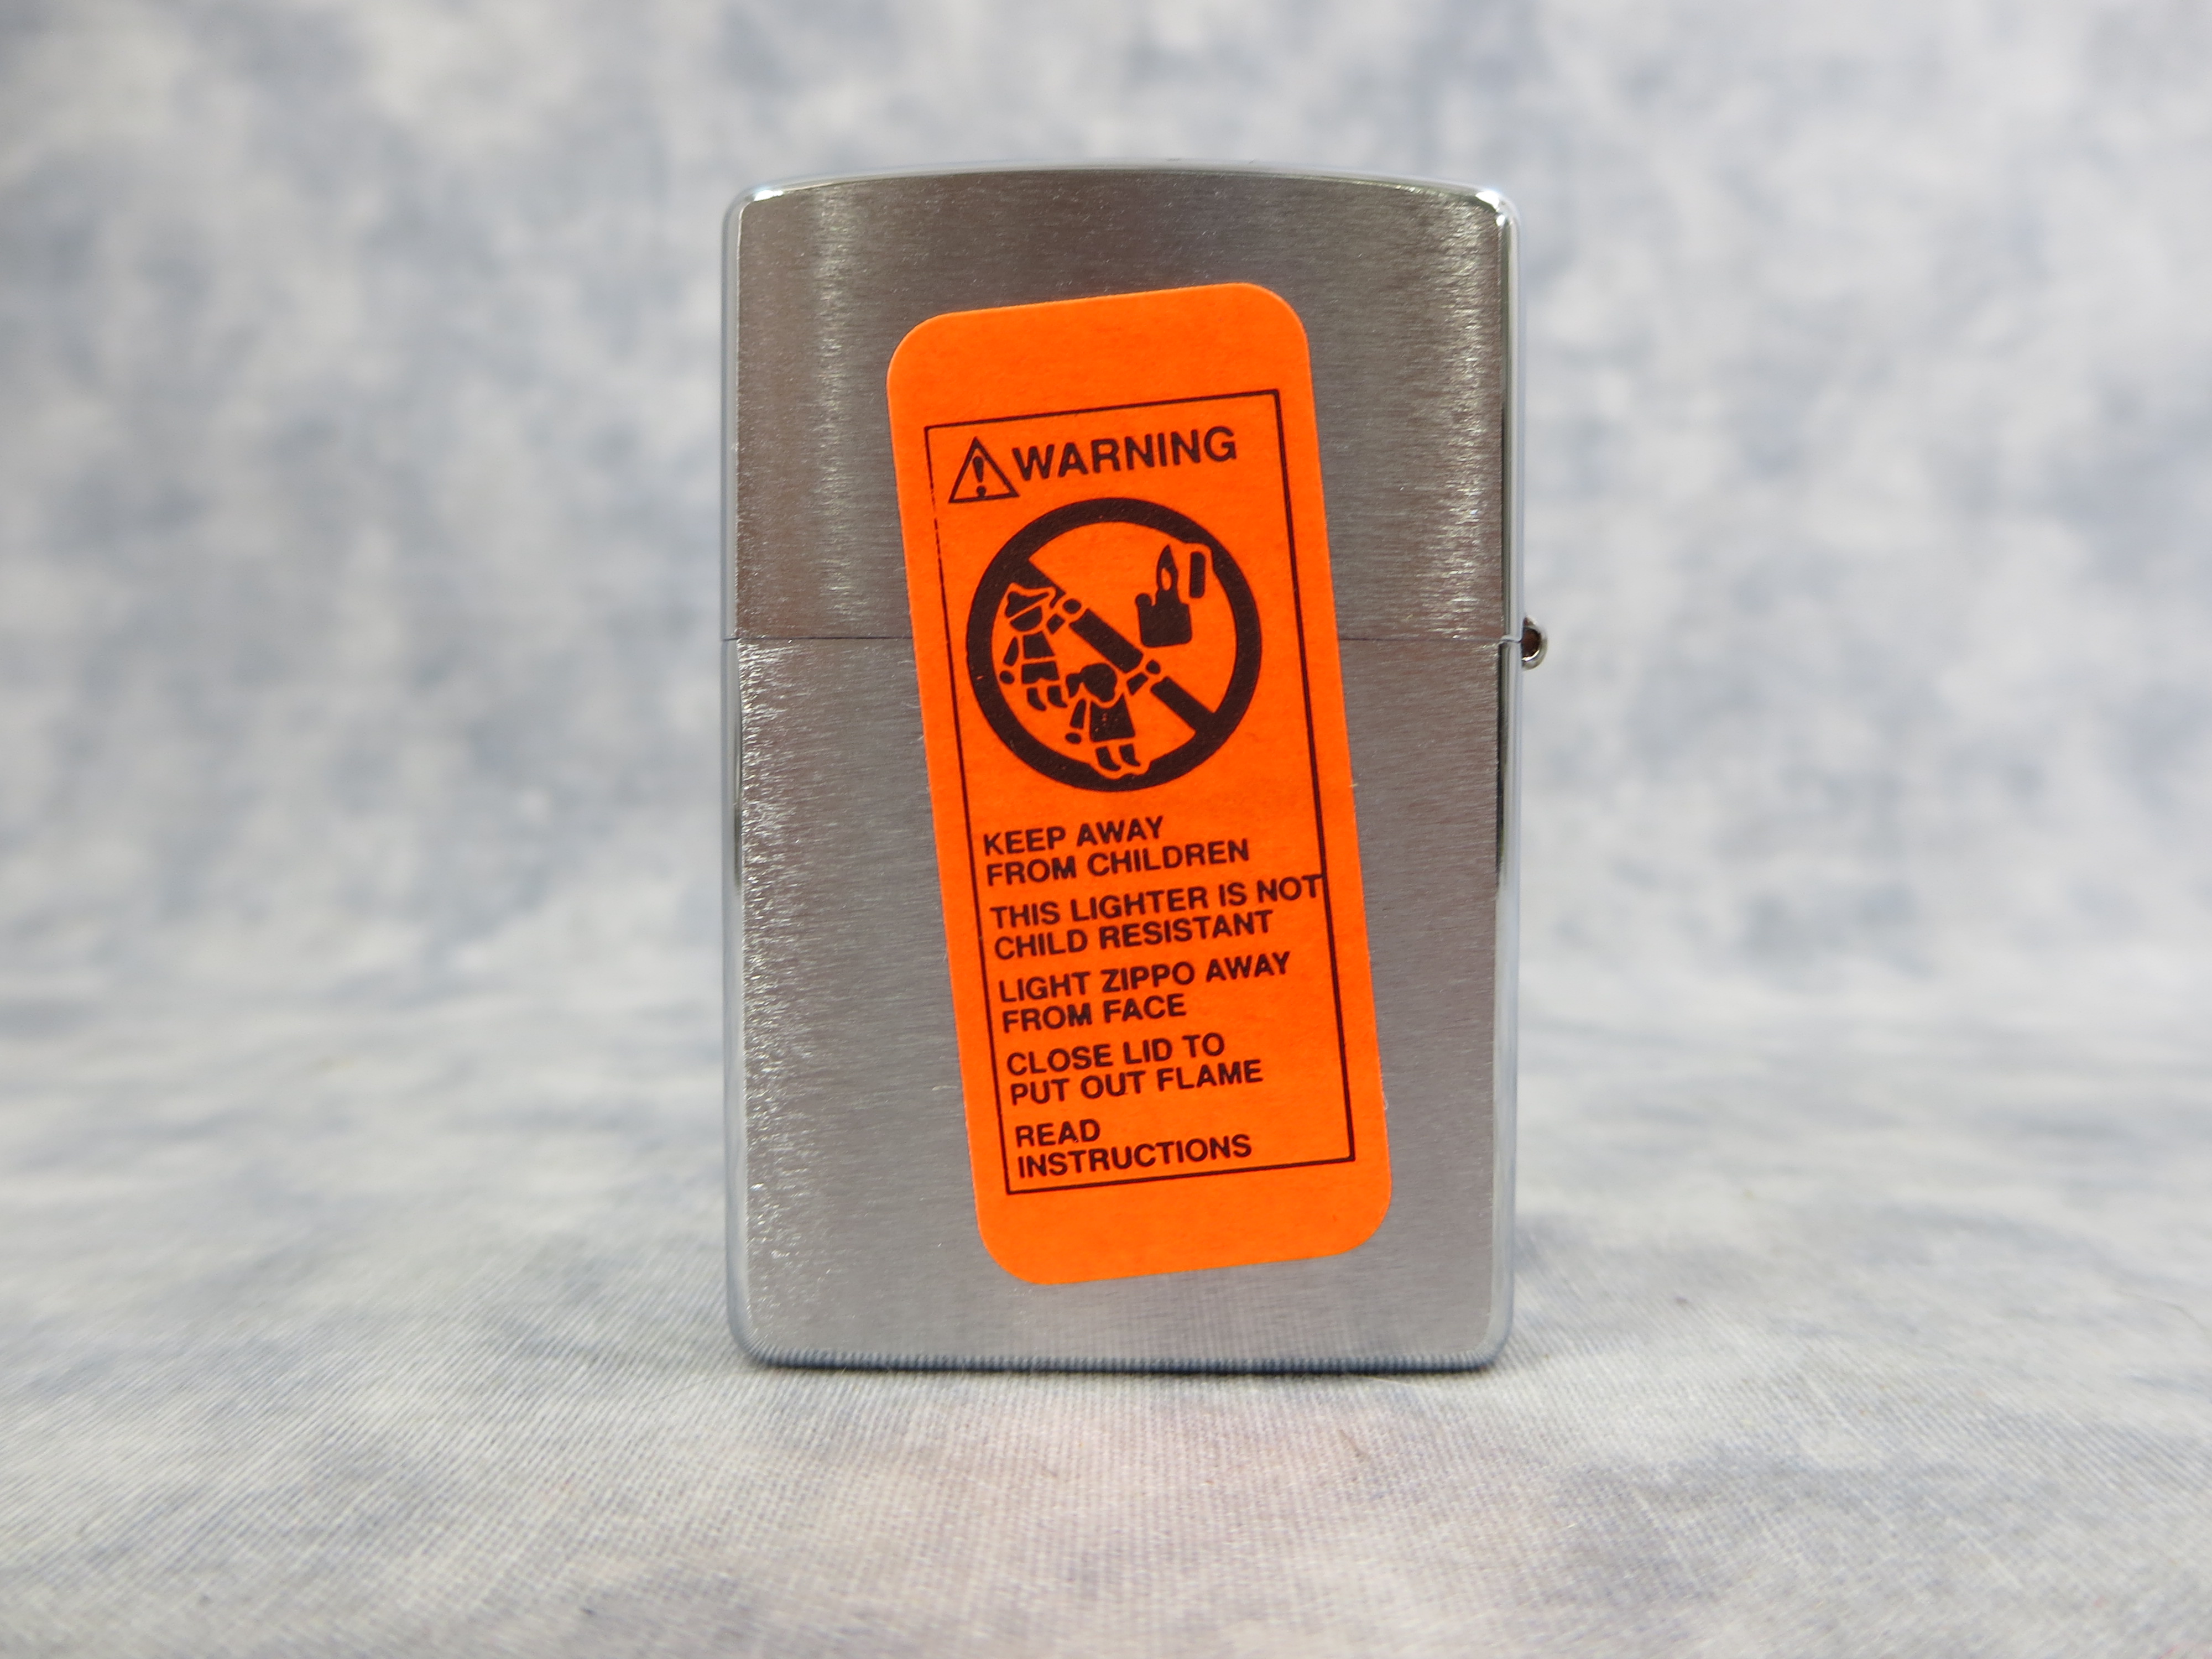 WARNING
KEEP AWAY
FROM CHILDREN
THIS LIGHTER IS NOT
CHILD RESISTANT
LIGHT ZIPPO AWAY
FROM FACE
CLOSE LID TO
PUT OUT FLAME
READ
INSTRUCTIONS